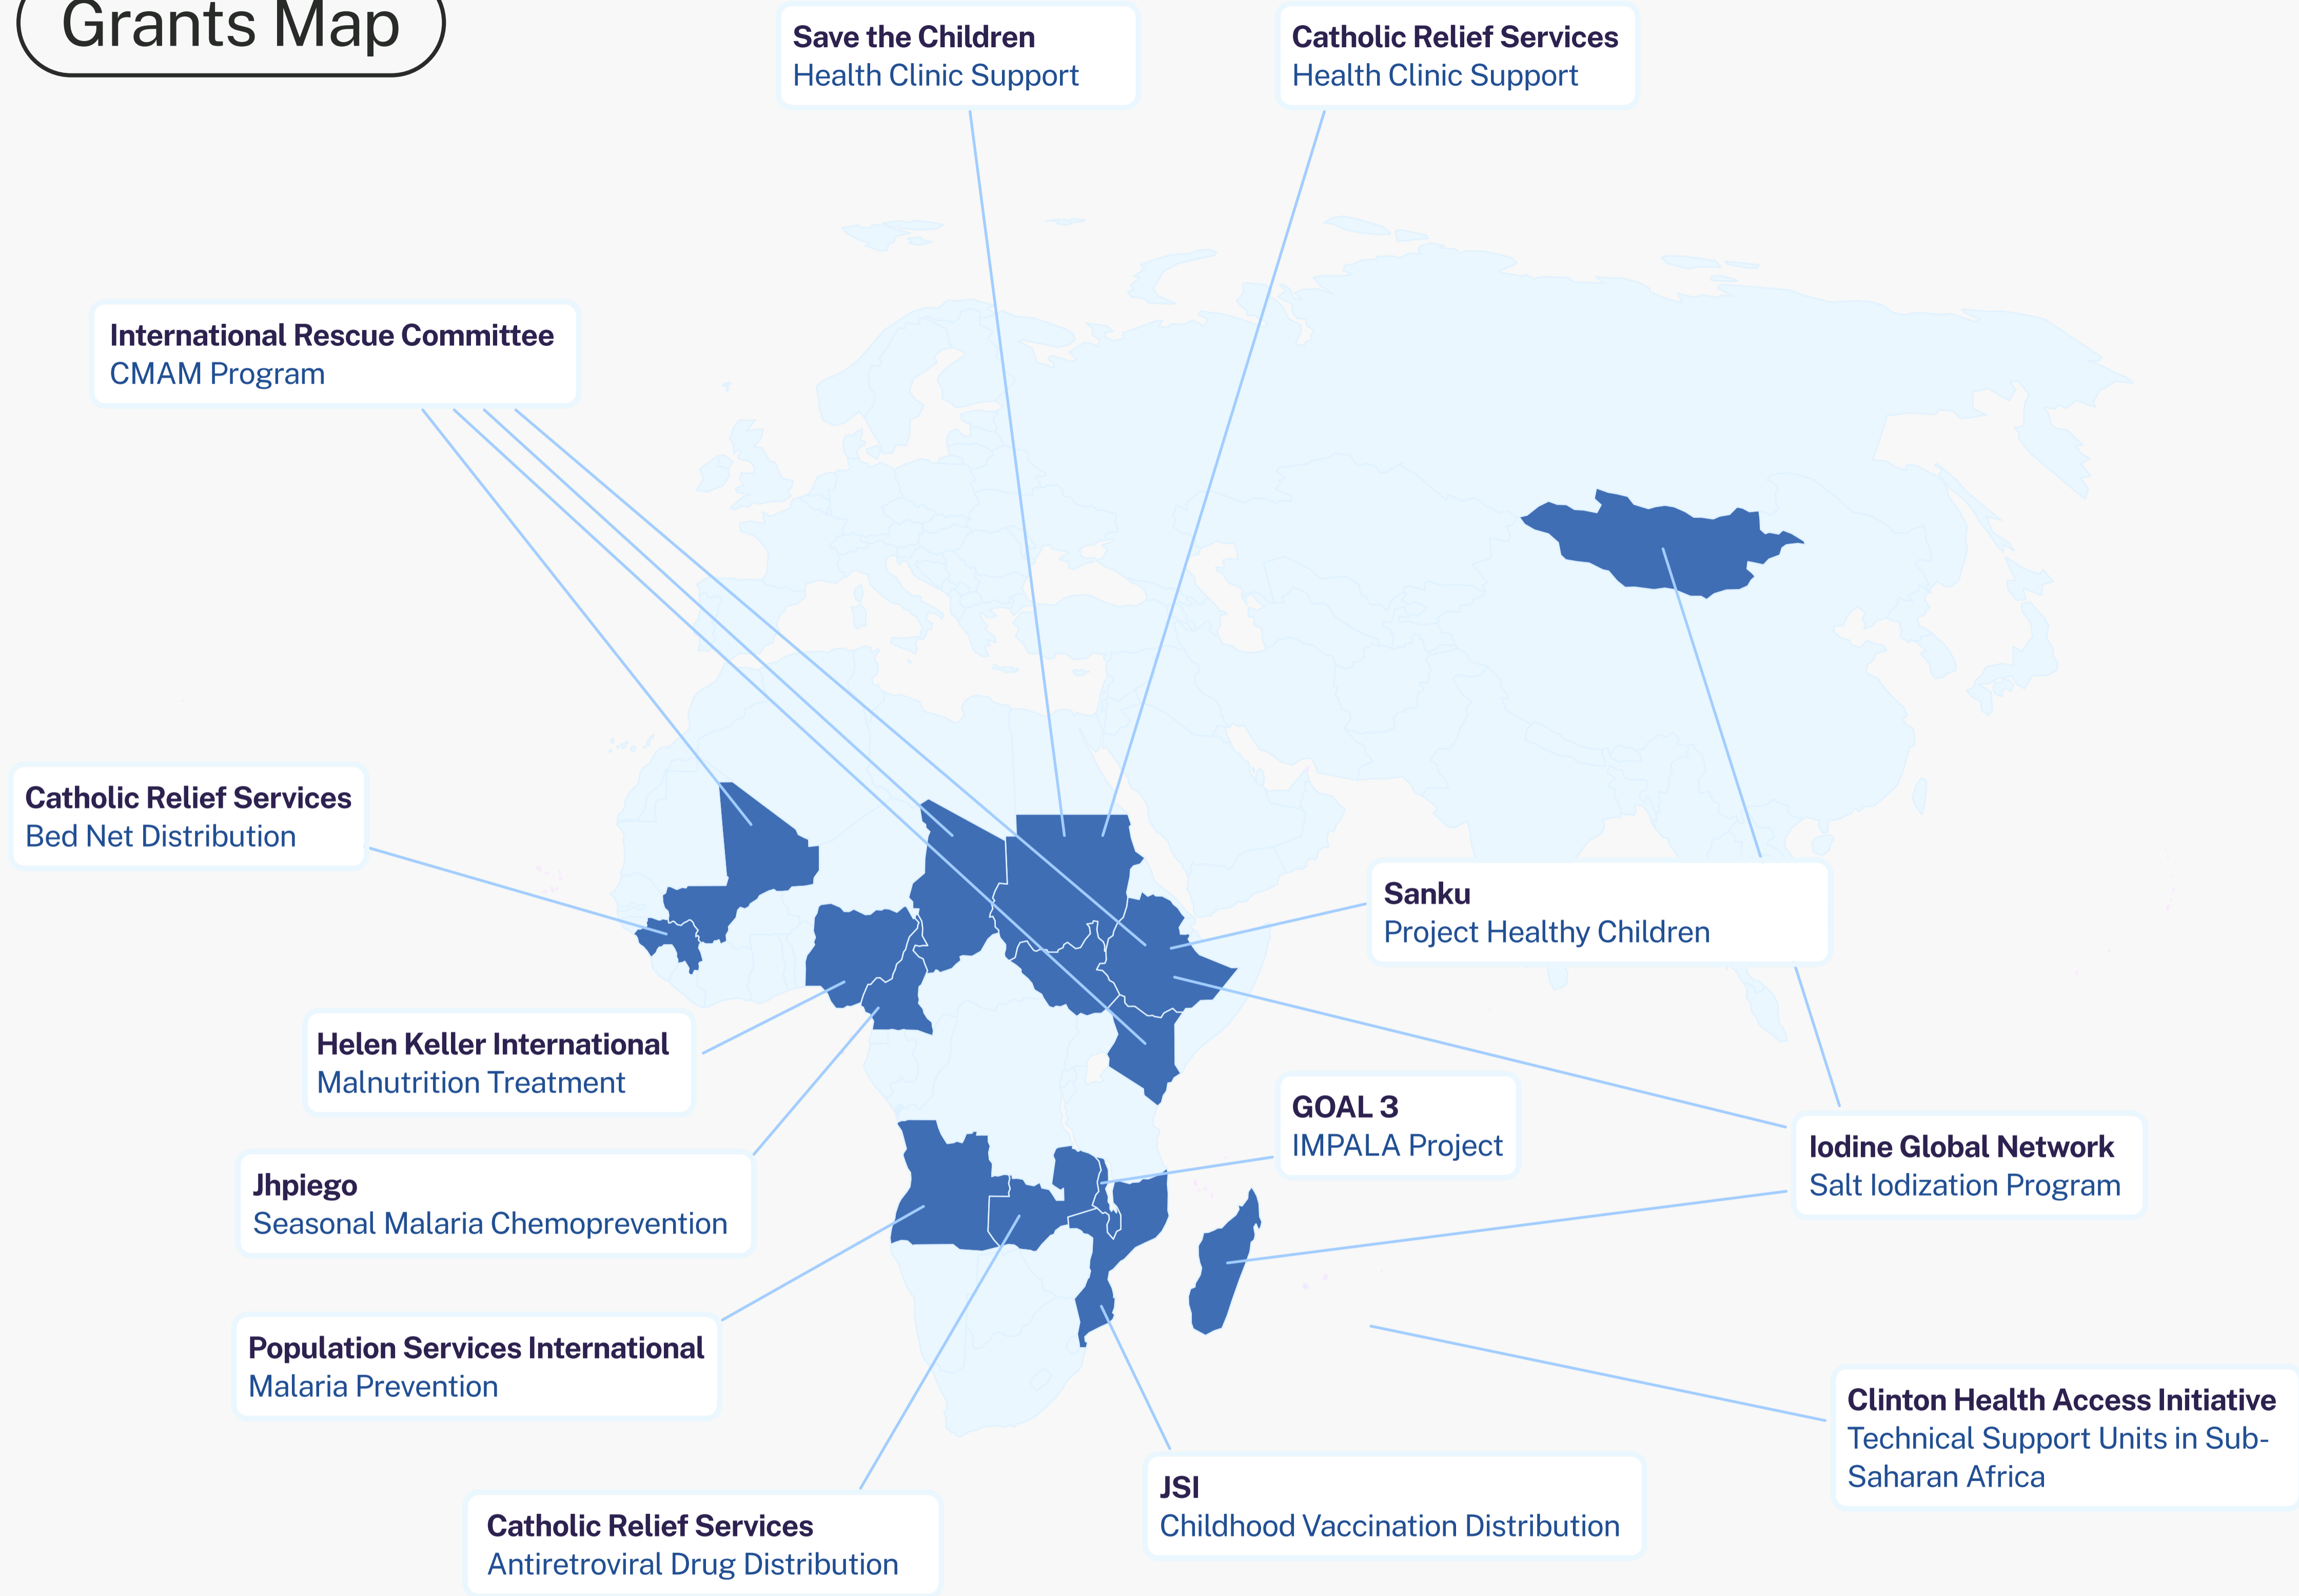 Grants Map
Save the Children
Health Clinic Support
Catholic Relief Services
Health Clinic Support
International Rescue Committee
CMAM Program
Catholic Relief Services
Bed Net Distribution
Sanku
Project Healthy Children
Helen Keller International
Malnutrition Treatment
GOAL 3
IMPALA Project
Iodine Global Network
Salt Iodization Program
Jhpiego
Seasonal Malaria Chemoprevention
Population Services International
Malaria Prevention
Clinton Health Access Initiative
Technical Support Units in Sub-
Saharan Africa
JSI
Childhood Vaccination Distribution
Catholic Relief Services
Antiretroviral Drug Distribution